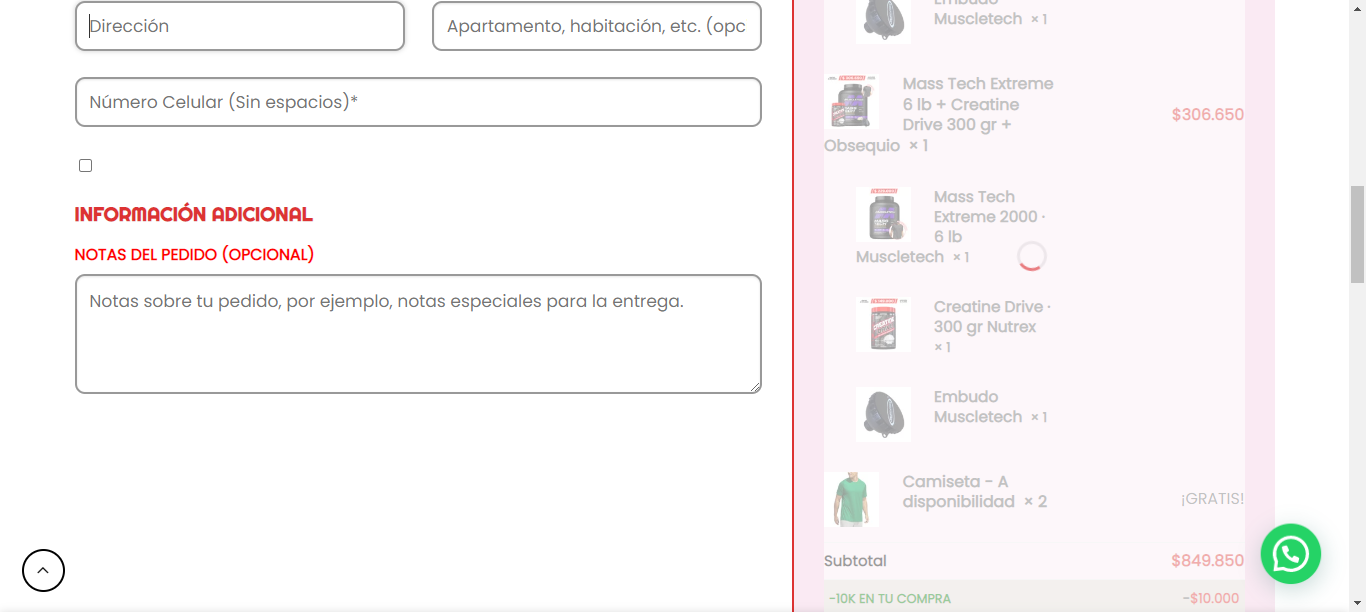 Dirección
Apartamento, habitación, etc. (opc
Número Celular (Sin espacios)*
INFORMACIÓN ADICIONAL
NOTAS DEL PEDIDO (OPCIONAL)
Notas sobre tu pedido, por ejemplo, notas especiales para la entrega.
Embudo
Muscletech × 1
Mass Tech Extreme
6 lb + Creatine
Drive 300 gr +
Obsequio × 1
$306.650
Mass Tech
Extreme 2000 ·
6 lb
Muscletech × 1
Creatine Drive ·
300 gr Nutrex
× 1
Embudo
Muscletech × 1
Camiseta - A
disponibilidad × 2
¡GRATIS!
Subtotal
$849.850
-10K EN TU COMPRA
-$10.000